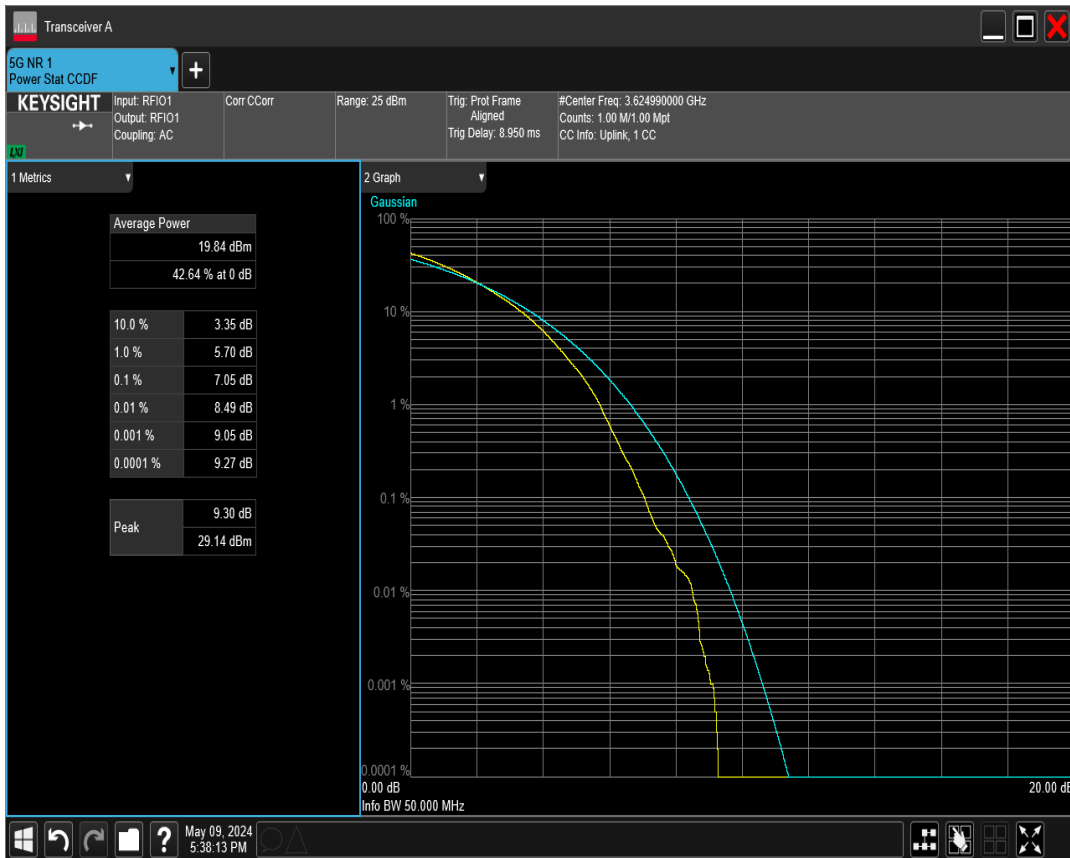 Transceiver A
5G NR 1
Power Stat CCDF
KEYSIGHT
LXI
Input: RFIO1
Output: RFIO1
Coupling: AC
Corr CCorr
Range: 25 dBm
Trig: Prot Frame
Aligned
Trig Delay: 8.950 ms
#Center Freq: 3.624990000 GHz
Counts: 1.00 M/1.00 Mpt
CC Info: Uplink, 1 CC
1 Metrics
Average Power
19.84 dBm
42.64 % at 0 dB
10.0 % 3.35 dB
1.0 % 5.70 dB
0.1 % 7.05 dB
0.01 % 8.49 dB
0.001 % 9.05 dB
0.0001 % 9.27 dB
Peak
9.30 dB
29.14 dBm
2 Graph
Gaussian
100 %
10 %
1 %
0.1 %
0.01 %
0.001 %
0.0001 %
0.00 dB 20.00 dB
Info BW 50.000 MHz
?
May 09, 2024
5:38:13 PM